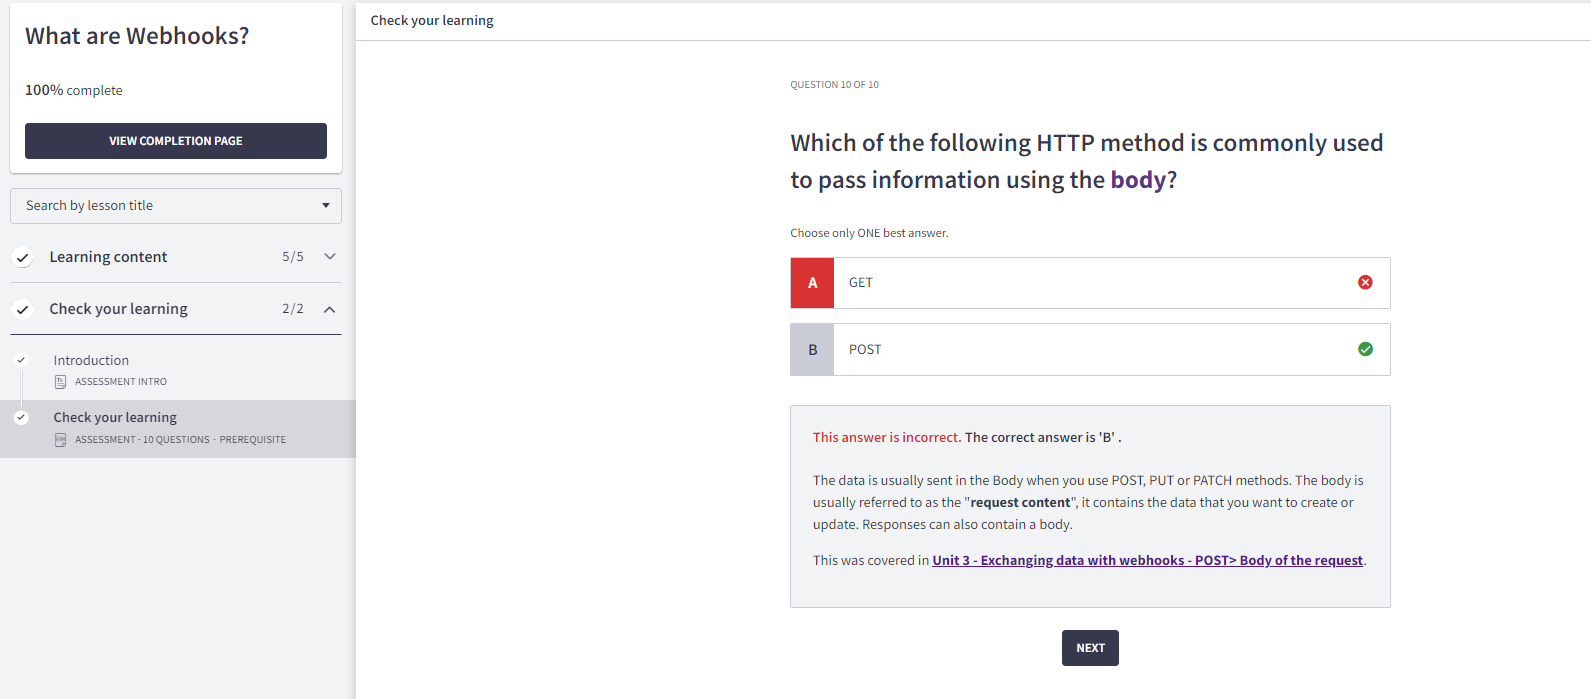 What are Webhooks?
100% complete
VIEW COMPLETION PAGE
Search by lesson title
Learning content 5/5
Check your learning 2/2
Introduction
ASSESSMENT INTRO
Check your learning
ASSESSMENT · 10 QUESTIONS · PREREQUISITE
Check your learning
QUESTION 10 OF 10
Which of the following HTTP method is commonly used
to pass information using the body?
Choose only ONE best answer.
A GET
B POST
This answer is incorrect. The correct answer is 'B' .
The data is usually sent in the Body when you use POST, PUT or PATCH methods. The body is
usually referred to as the "request content", it contains the data that you want to create or
update. Responses can also contain a body.
This was covered in Unit 3 - Exchanging data with webhooks - POST> Body of the request.
NEXT